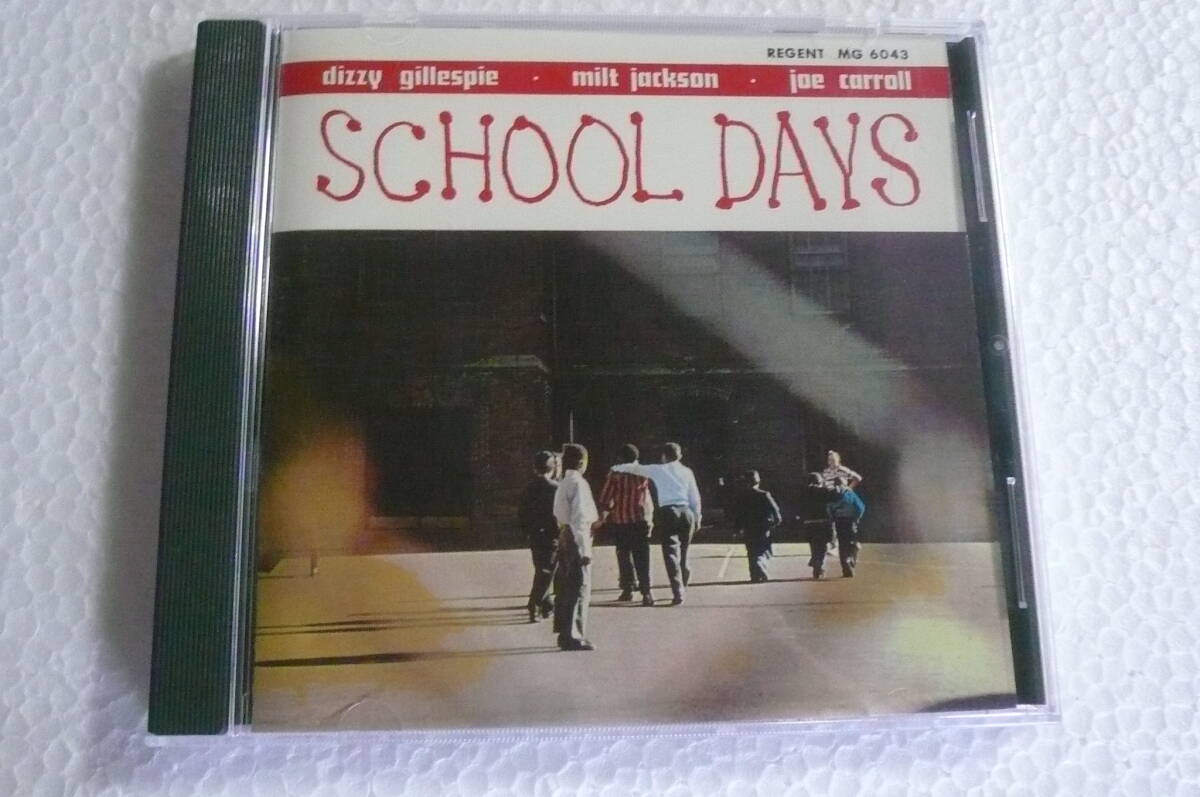 REGENT MG 6043
dizzy gillespie · milt jackson · joe carroll
SCHOOL DAYS